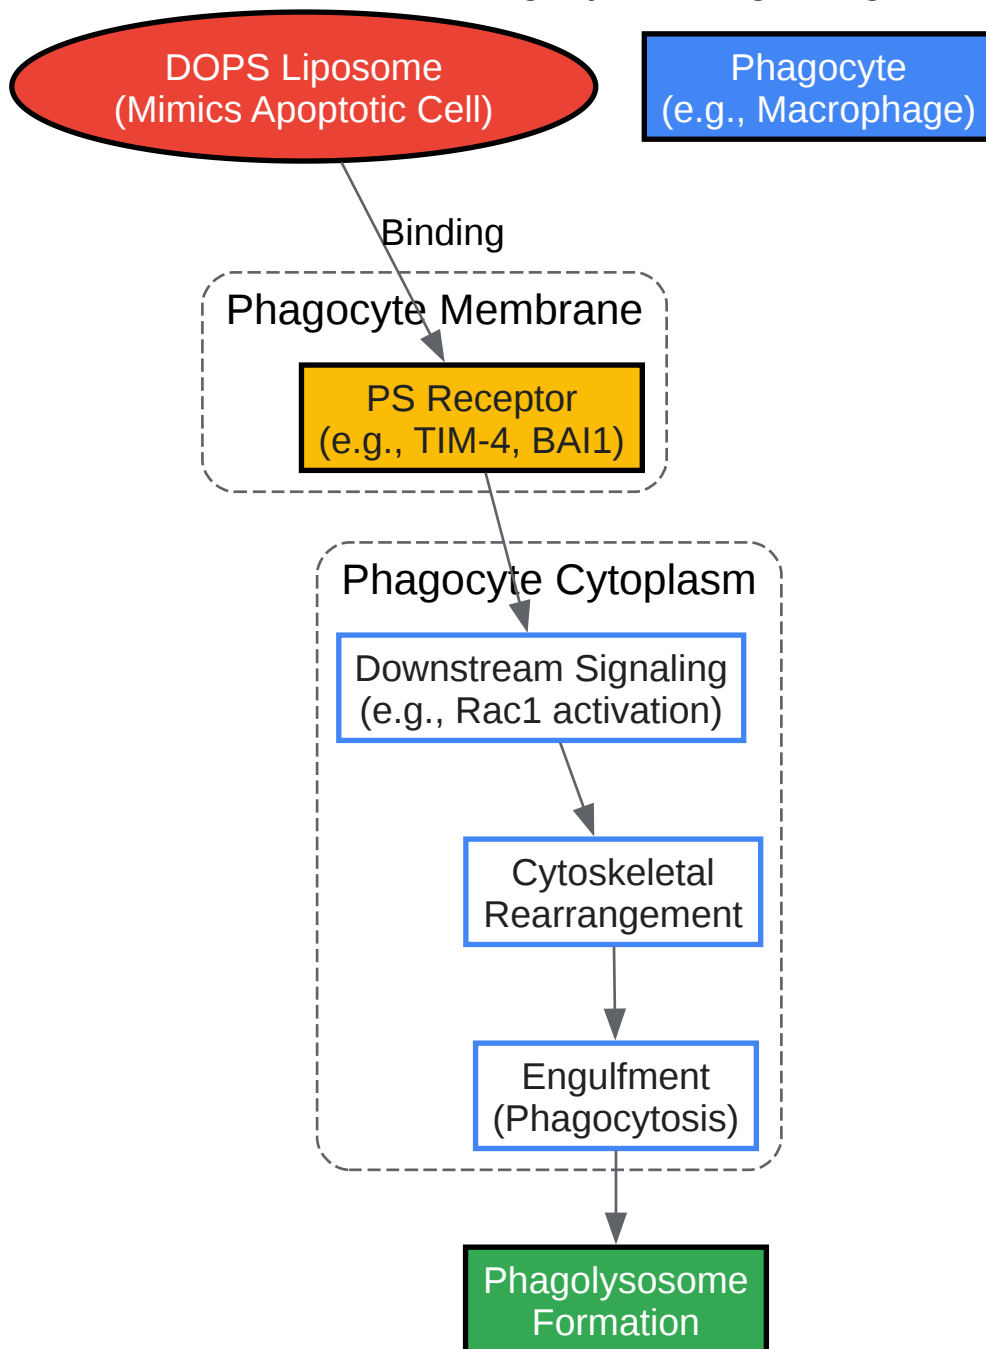 DOPS Liposome
(Mimics Apoptotic Cell)
Phagocyte
(e.g., Macrophage)
Binding
Phagocyte Membrane
PS Receptor
(e.g., TIM-4, BAI1)
Phagocyte Cytoplasm
Downstream Signaling
(e.g., Rac1 activation)
Cytoskeletal
Rearrangement
Engulfment
(Phagocytosis)
Phagolysosome
Formation